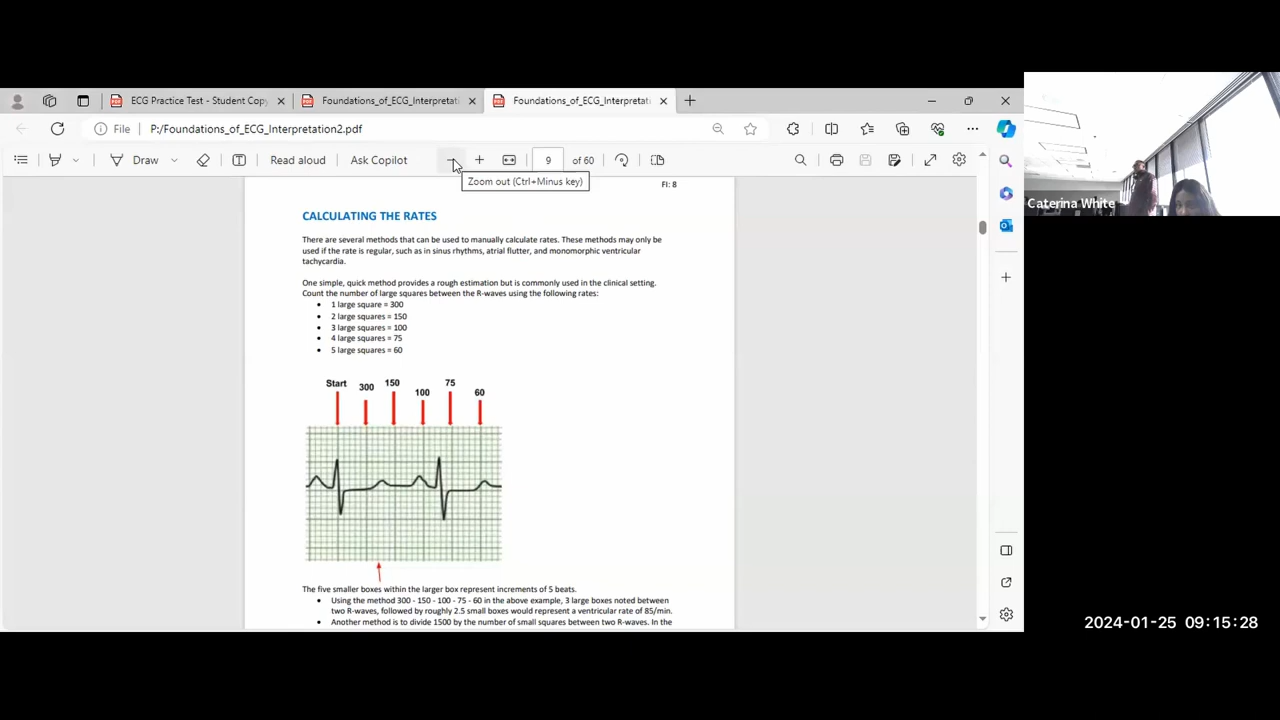 ECG Practice Test - Student Copy
Foundations_of_ECG_Interpretati
Foundations_of_ECG_Interpretati
File
P:/Foundations_of_ECG_Interpretation2.pdf
Draw
Read aloud
Ask Copilot
9
of 60
Zoom out (Ctrl+Minus key)
FI: 8
CALCULATING THE RATES
There are several methods that can be used to manually calculate rates. These methods may only be
used if the rate is regular, such as in sinus rhythms, atrial flutter, and monomorphic ventricular
tachycardia.
One simple, quick method provides a rough estimation but is commonly used in the clinical setting.
Count the number of large squares between the R-waves using the following rates:
• 1 large square = 300
• 2 large squares = 150
• 3 large squares = 100
• 4 large squares = 75
• 5 large squares = 60
Start 300 150 100 75 60
The five smaller boxes within the larger box represent increments of 5 beats.
• Using the method 300 - 150 - 100 - 75 - 60 in the above example, 3 large boxes noted between
two R-waves, followed by roughly 2.5 small boxes would represent a ventricular rate of 85/min.
• Another method is to divide 1500 by the number of small squares between two R-waves. In the
Caterina White
2024-01-25 09:15:28